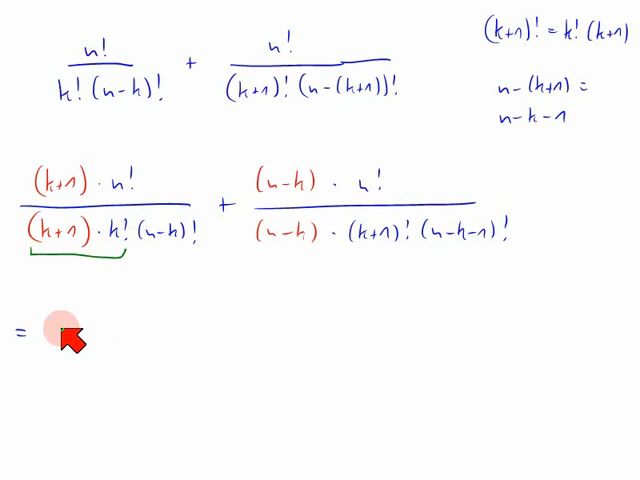 n! / (k! (n-k)!) + n! / ((k+1)! (n-(k+1))!)
(k+1)! = k! (k+1)
n-(k+1) =
n-k-1
(k+1) · n! / ((k+1) · k! (n-k)!) + (n-k) · n! / ((n-k) · (k+1)! (n-k-1)!)
=